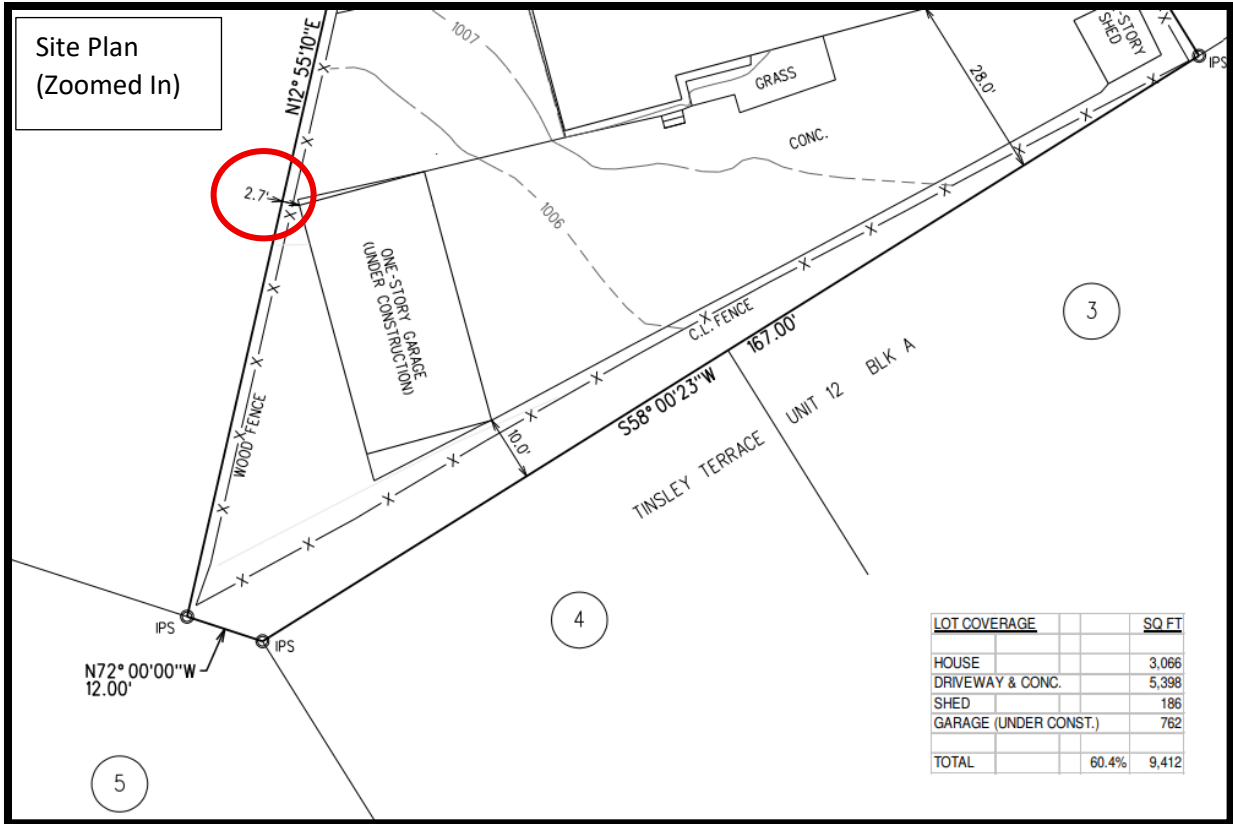 Site Plan
(Zoomed In)
N12° 55'10"E
1007
GRASS
28.0'
-STORY
SHED
IPS
CONC.
2.7'
1006
ONE-STORY GARAGE
(UNDER CONSTRUCTION)
C.L. FENCE
3
167.00'
S58° 00'23"W
UNIT 12 BLK A
TINSLEY TERRACE
WOOD FENCE
10.0'
IPS
IPS
N72° 00'00"W
12.00'
4
5
LOT COVERAGE SQ FT
HOUSE 3,066
DRIVEWAY & CONC. 5,398
SHED 186
GARAGE (UNDER CONST.) 762
TOTAL 60.4% 9,412